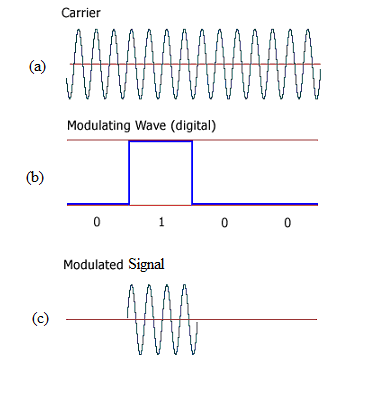 Carrier
(a)
Modulating Wave (digital)
(b)
0 1 0 0
Modulated Signal
(c)